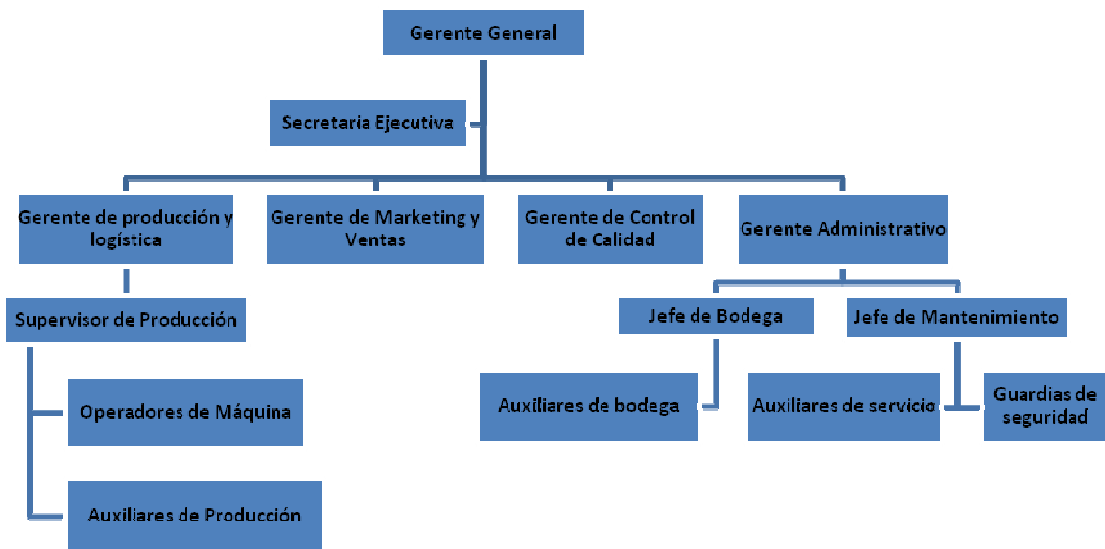 Gerente General
Secretaria Ejecutiva
Gerente de producción y
logística
Gerente de Marketing y
Ventas
Gerente de Control
de Calidad
Gerente Administrativo
Supervisor de Producción
Jefe de Bodega
Jefe de Mantenimiento
Operadores de Máquina
Auxiliares de bodega
Auxiliares de servicio
Guardias de
seguridad
Auxiliares de Producción